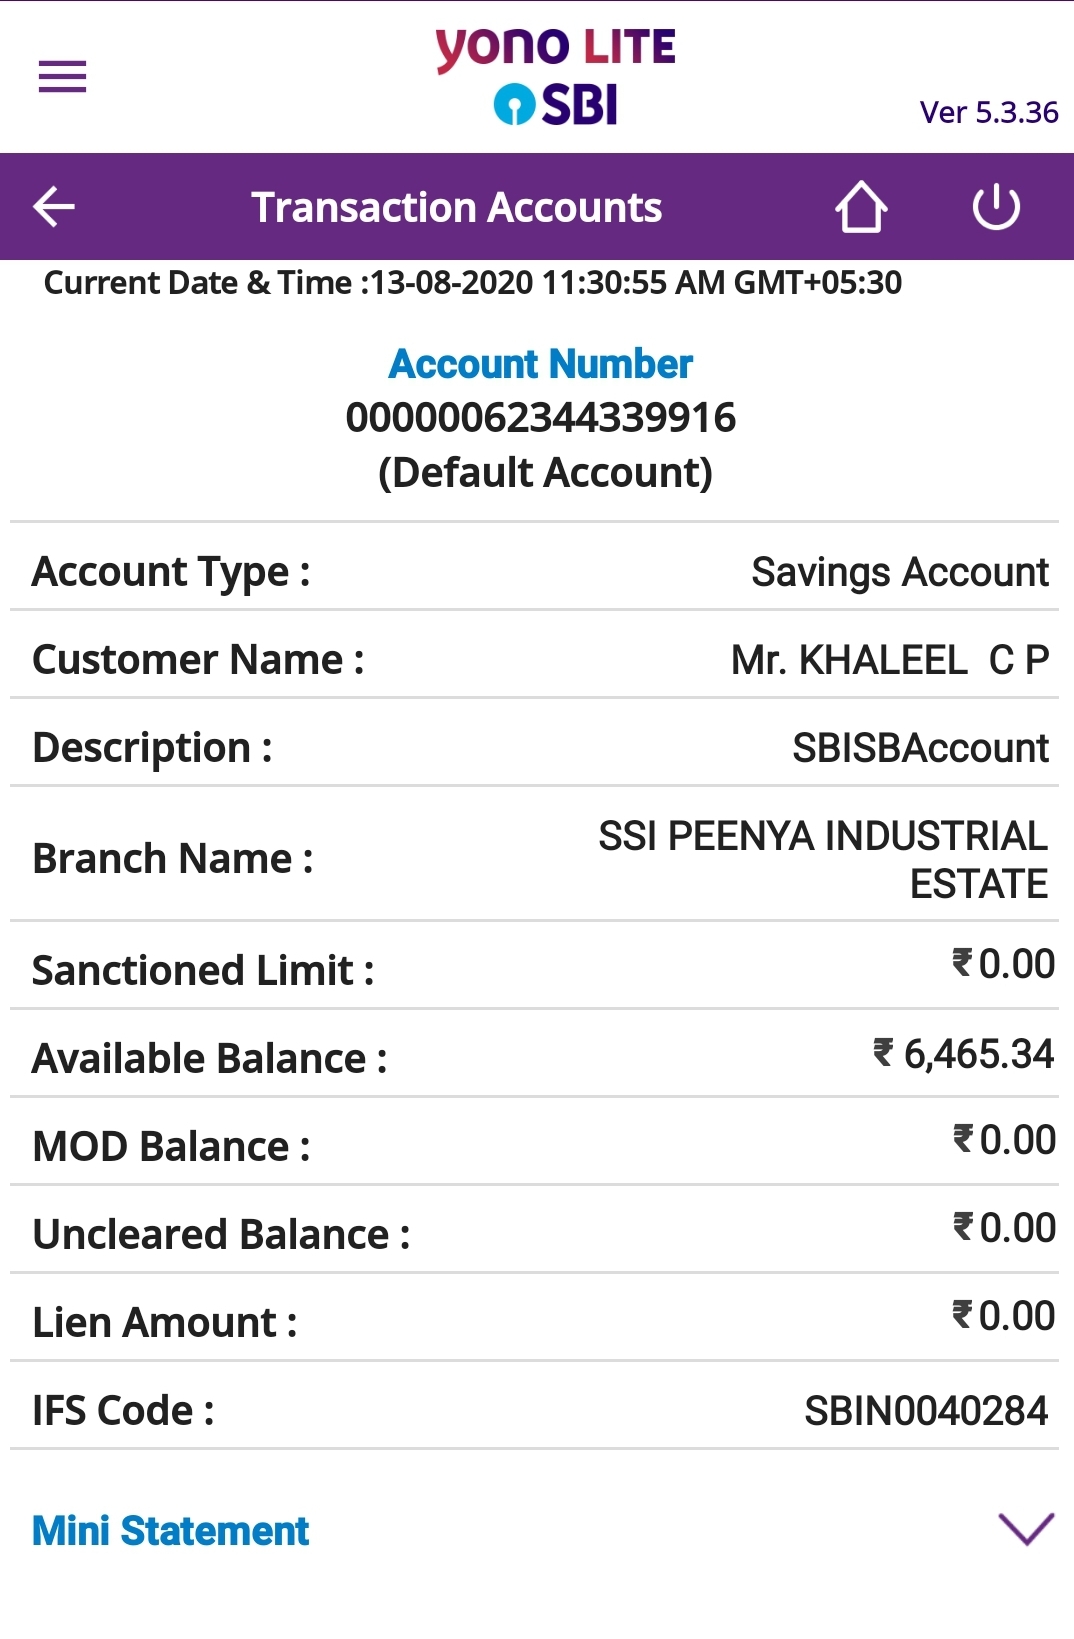 yono LITE
SBI
Ver 5.3.36
Transaction Accounts
Current Date & Time :13-08-2020 11:30:55 AM GMT+05:30
Account Number
00000062344339916
(Default Account)
Account Type : Savings Account
Customer Name : Mr. KHALEEL  C P
Description : SBISBAccount
Branch Name : SSI PEENYA INDUSTRIAL
ESTATE
Sanctioned Limit : ₹ 0.00
Available Balance : ₹ 6,465.34
MOD Balance : ₹ 0.00
Uncleared Balance : ₹ 0.00
Lien Amount : ₹ 0.00
IFS Code : SBIN0040284
Mini Statement